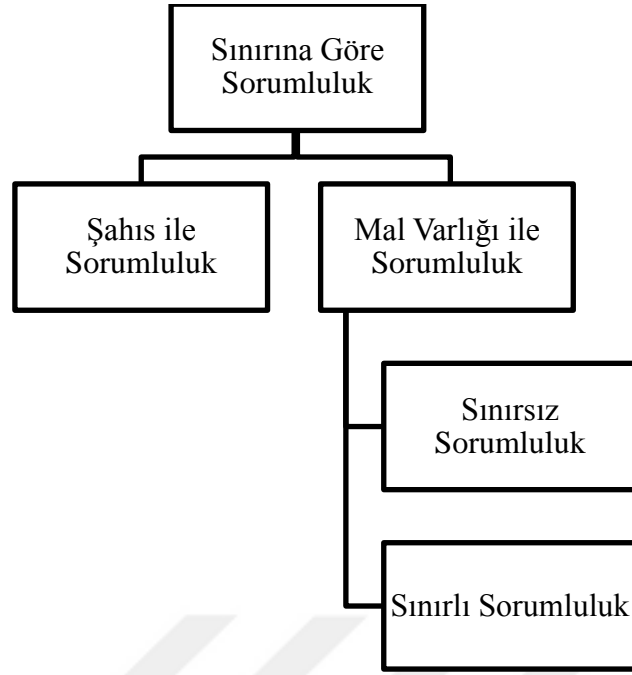 Sınırına Göre
Sorumluluk
Şahıs ile
Sorumluluk
Mal Varlığı ile
Sorumluluk
Sınırsız
Sorumluluk
Sınırlı Sorumluluk